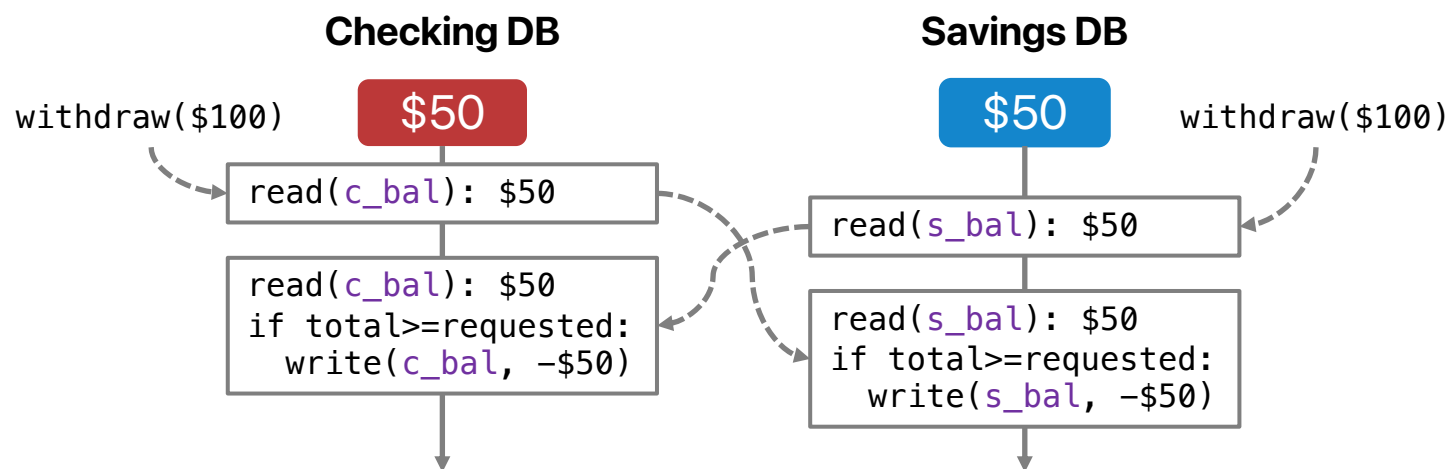 Checking DB
Savings DB
withdraw($100)
$50
$50
withdraw($100)
read(c_bal): $50
read(s_bal): $50
read(c_bal): $50
if total>=requested:
  write(c_bal, −$50)
read(s_bal): $50
if total>=requested:
  write(s_bal, −$50)